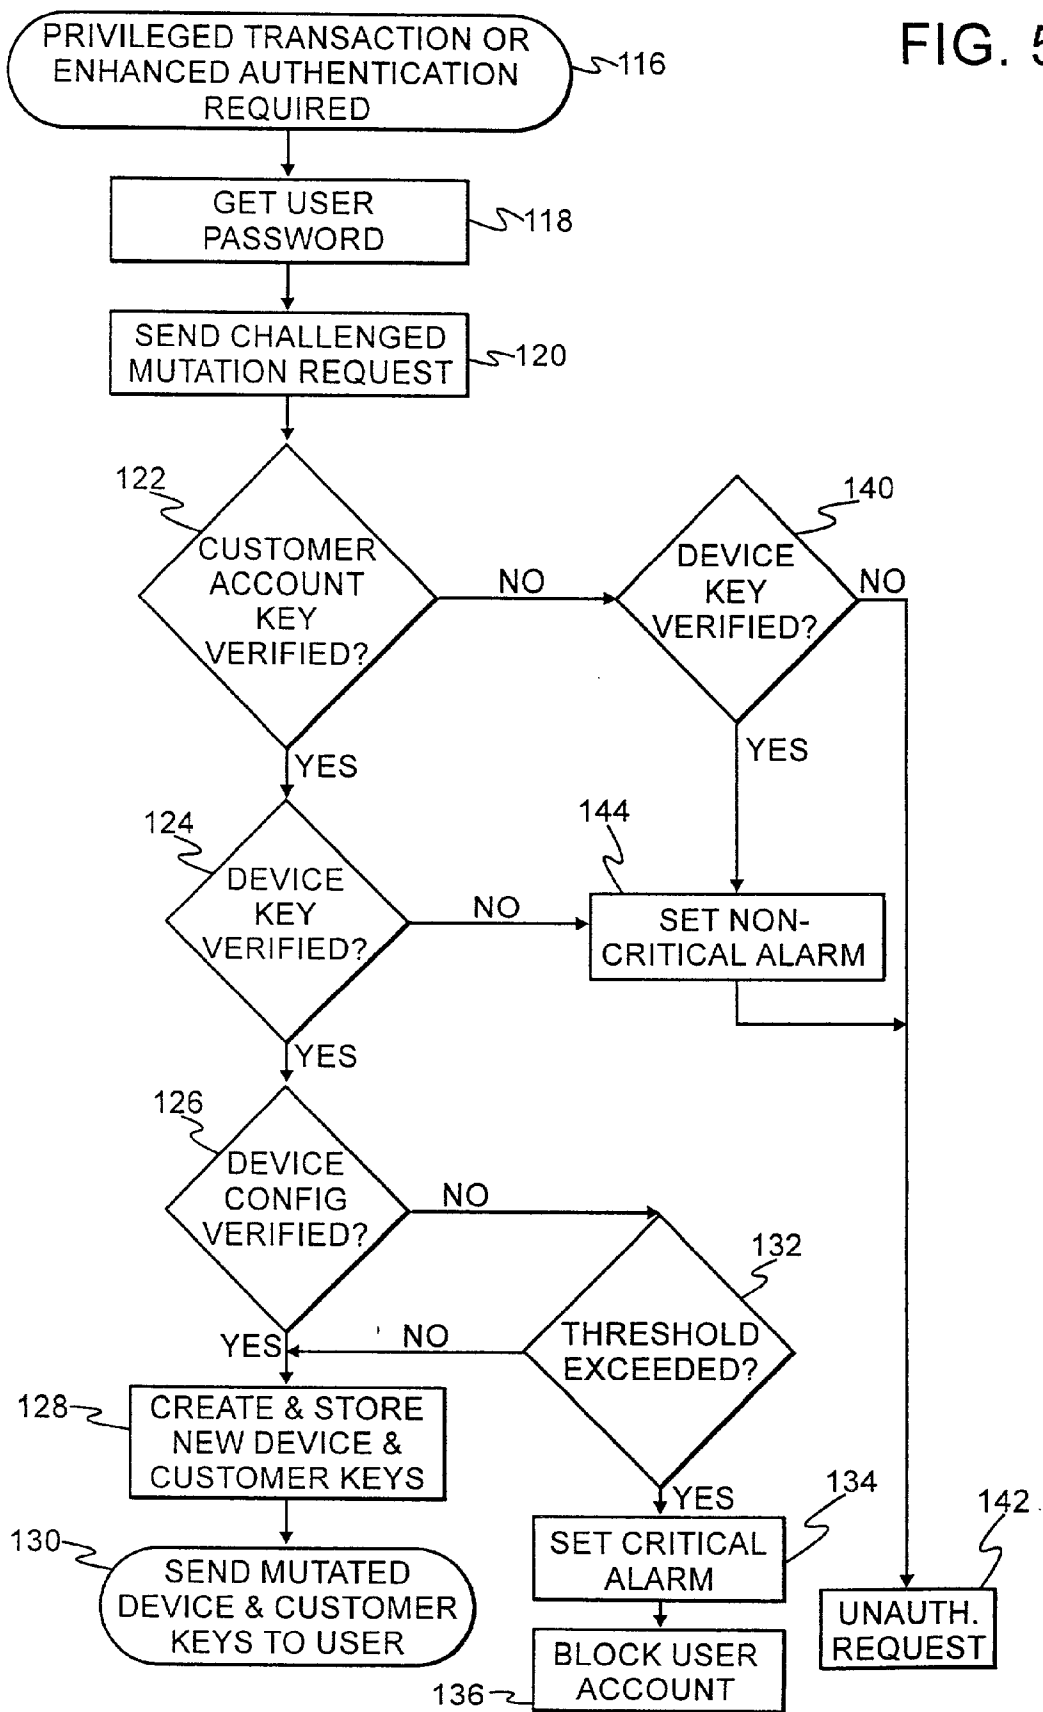 FIG. 5
PRIVILEGED TRANSACTION OR
ENHANCED AUTHENTICATION
REQUIRED
116
GET USER
PASSWORD
118
SEND CHALLENGED
MUTATION REQUEST
120
122
CUSTOMER
ACCOUNT
KEY
VERIFIED?
NO
140
DEVICE
KEY
VERIFIED?
NO
YES
YES
124
DEVICE
KEY
VERIFIED?
NO
144
SET NON-
CRITICAL ALARM
YES
126
DEVICE
CONFIG
VERIFIED?
NO
132
THRESHOLD
EXCEEDED?
YES
NO
128
CREATE & STORE
NEW DEVICE &
CUSTOMER KEYS
YES
134
SET CRITICAL
ALARM
142
UNAUTH.
REQUEST
130
SEND MUTATED
DEVICE & CUSTOMER
KEYS TO USER
BLOCK USER
ACCOUNT
136